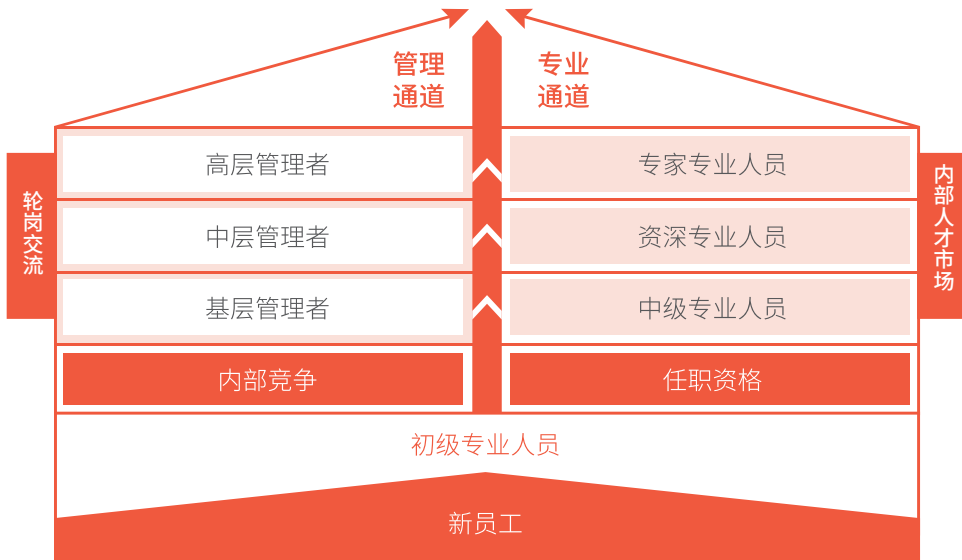 管理
通道
专业
通道
轮岗交流
高层管理者
专家专业人员
内部人才市场
中层管理者
资深专业人员
基层管理者
中级专业人员
内部竞争
任职资格
初级专业人员
新员工